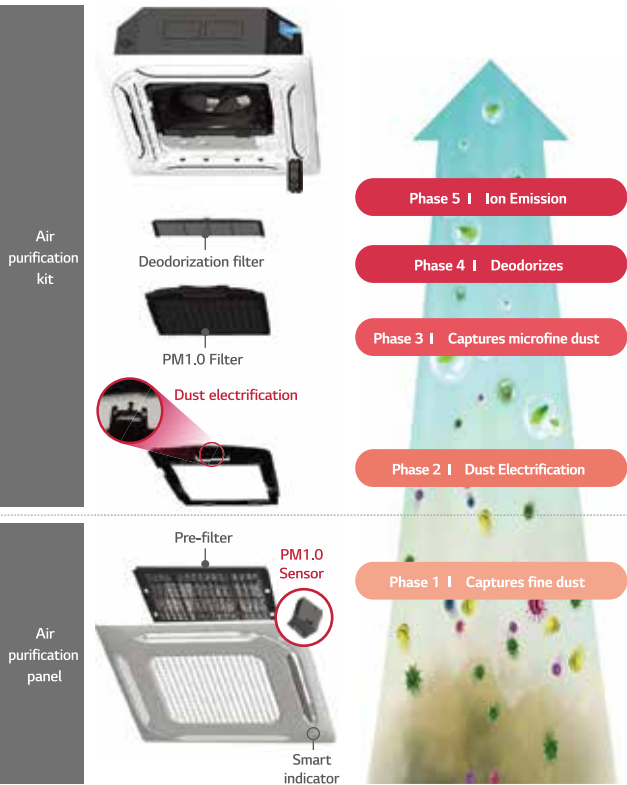 Air
purification
kit
Deodorization filter
PM1.0 Filter
Dust electrification
Phase 5 I Ion Emission
Phase 4 I Deodorizes
Phase 3 I Captures microfine dust
Phase 2 I Dust Electrification
Air
purification
panel
Pre-filter
PM1.0
Sensor
Smart
indicator
Phase 1 I Captures fine dust